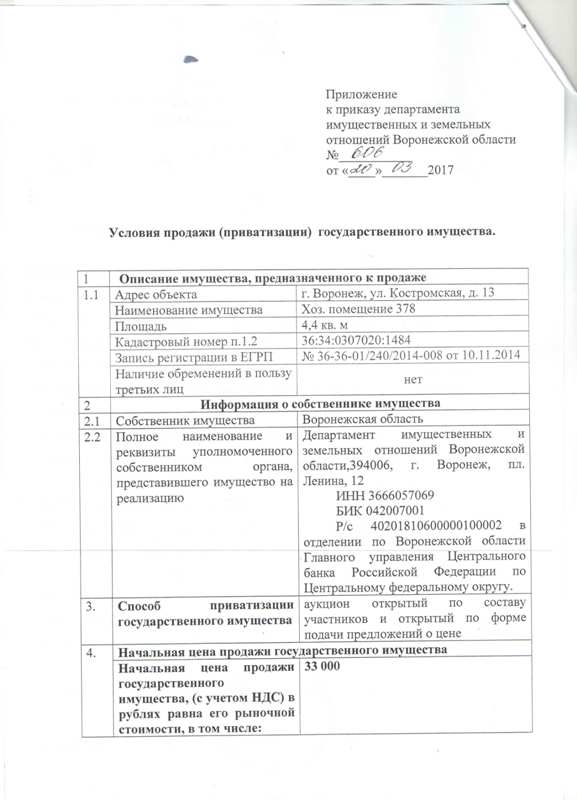 Приложение
к приказу департамента
имущественных и земельных
отношений Воронежской области
№ 606
от «20» 03 2017
Условия продажи (приватизации) государственного имущества.
1 Описание имущества, предназначенного к продаже
1.1 Адрес объекта г. Воронеж, ул. Костромская, д. 13
Наименование имущества Хоз. помещение 378
Площадь 4,4 кв. м
Кадастровый номер п.1.2 36:34:0307020:1484
Запись регистрации в ЕГРП № 36-36-01/240/2014-008 от 10.11.2014
Наличие обременений в пользу
третьих лиц
нет
2 Информация о собственнике имущества
2.1 Собственник имущества Воронежская область
2.2 Полное наименование и
реквизиты уполномоченного
собственником органа,
представившего имущество на
реализацию
Департамент имущественных и
земельных отношений Воронежской
области,394006, г. Воронеж, пл.
Ленина, 12
ИНН 3666057069
БИК 042007001
Р/с 40201810600000100002 в
отделении по Воронежской области
Главного управления Центрального
банка Российской Федерации по
Центральному федеральному округу.
3. Способ приватизации
государственного имущества
аукцион открытый по составу
участников и открытый по форме
подачи предложений о цене
4. Начальная цена продажи государственного имущества
Начальная цена продажи
государственного
имущества, (с учетом НДС) в
рублях равна его рыночной
стоимости, в том числе:
33 000